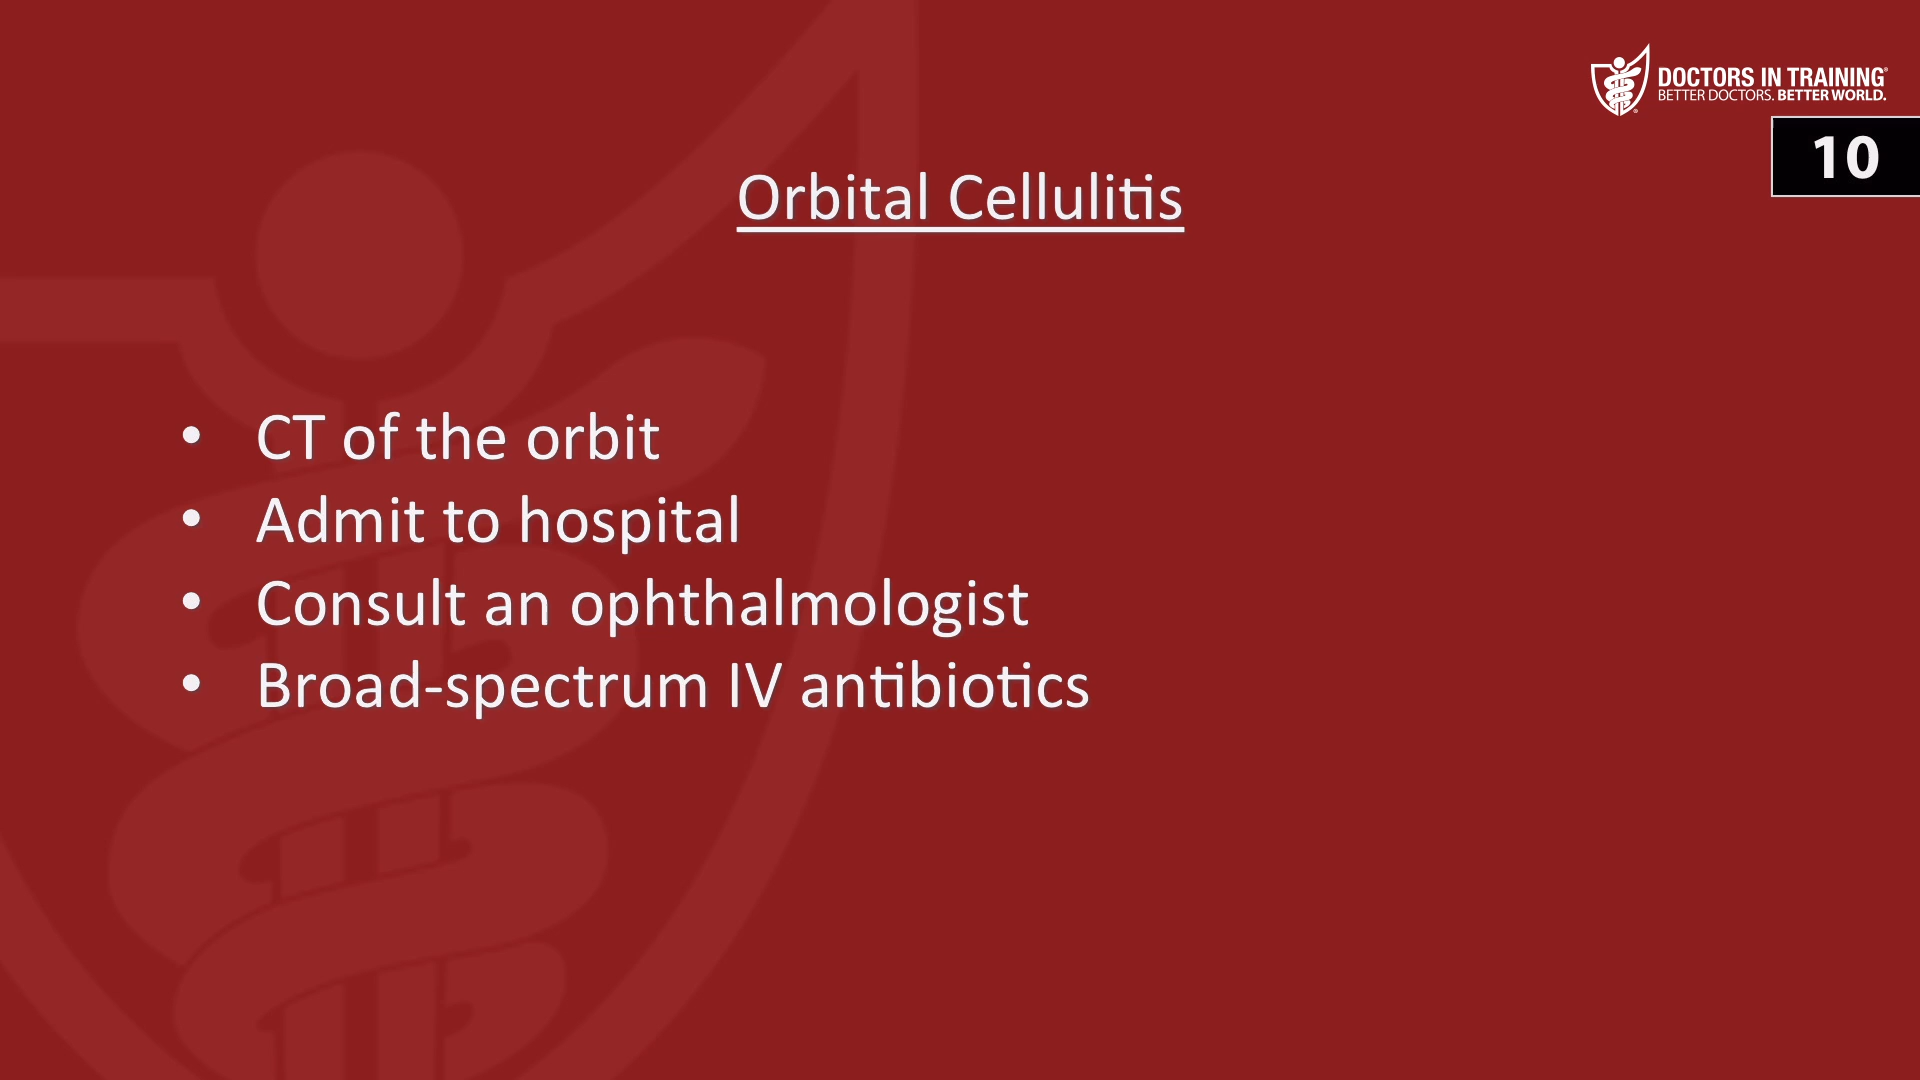 DOCTORS IN TRAINING®
BETTER DOCTORS. BETTER WORLD.
10
Orbital Cellulitis
• CT of the orbit
• Admit to hospital
• Consult an ophthalmologist
• Broad-spectrum IV antibiotics